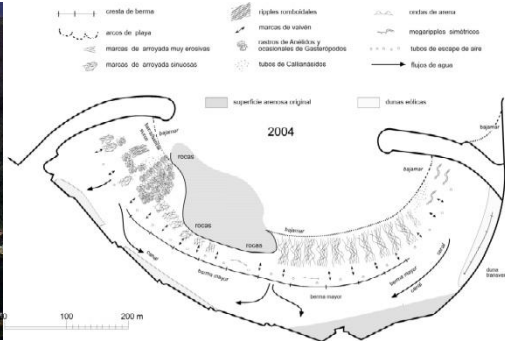 cresta de berma
arcos de playa
marcas de arroyada muy erosivas
marcas de arroyada sinuosas
ripples romboidales
marcas de vaivén
rastros de Anélidos y
ocasionales de Gasterópodos
tubos de Callianásidos
ondas de arena
megaripples simétricos
tubos de escape de aire
flujos de agua
superficie arenosa original
dunas eólicas
2004
bajamar
rocas
rocas
rocas
bajamar
bajamar
bajamar
canal
berma mayor
berma mayor
berma mayor
canal
canal
duna
0 100 200 m